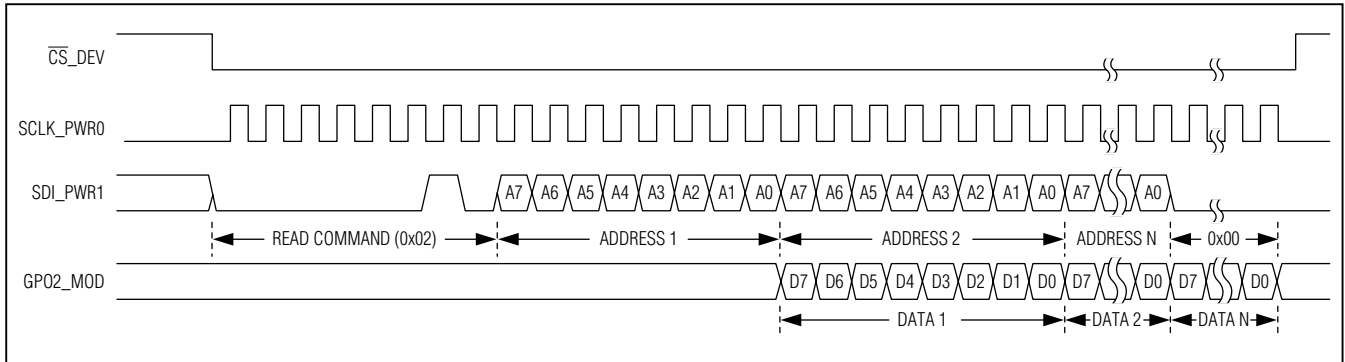 CS_DEV
SCLK_PWR0
SDI_PWR1 A7 A6 A5 A4 A3 A2 A1 A0 A7 A6 A5 A4 A3 A2 A1 A0 A7 A0
READ COMMAND (0x02) ADDRESS 1 ADDRESS 2 ADDRESS N 0x00
GPO2_MOD D7 D6 D5 D4 D3 D2 D1 D0 D7 D0 D7 D0
DATA 1 DATA 2 DATA N